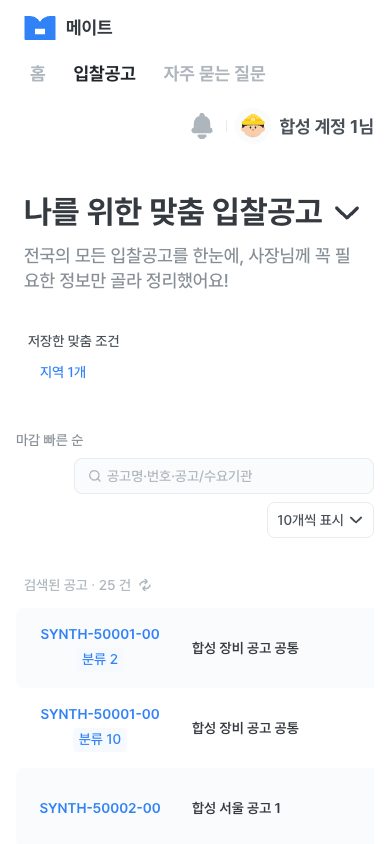 메이트
홈 입찰공고 자주 묻는 질문
합성 계정 1님
나를 위한 맞춤 입찰공고
전국의 모든 입찰공고를 한눈에, 사장님께 꼭 필
요한 정보만 골라 정리했어요!
저장한 맞춤 조건
지역 1개
마감 빠른 순
공고명·번호·공고/수요기관
10개씩 표시
검색된 공고 · 25 건
SYNTH-50001-00
분류 2
합성 장비 공고 공통
SYNTH-50001-00
분류 10
합성 장비 공고 공통
SYNTH-50002-00 합성 서울 공고 1